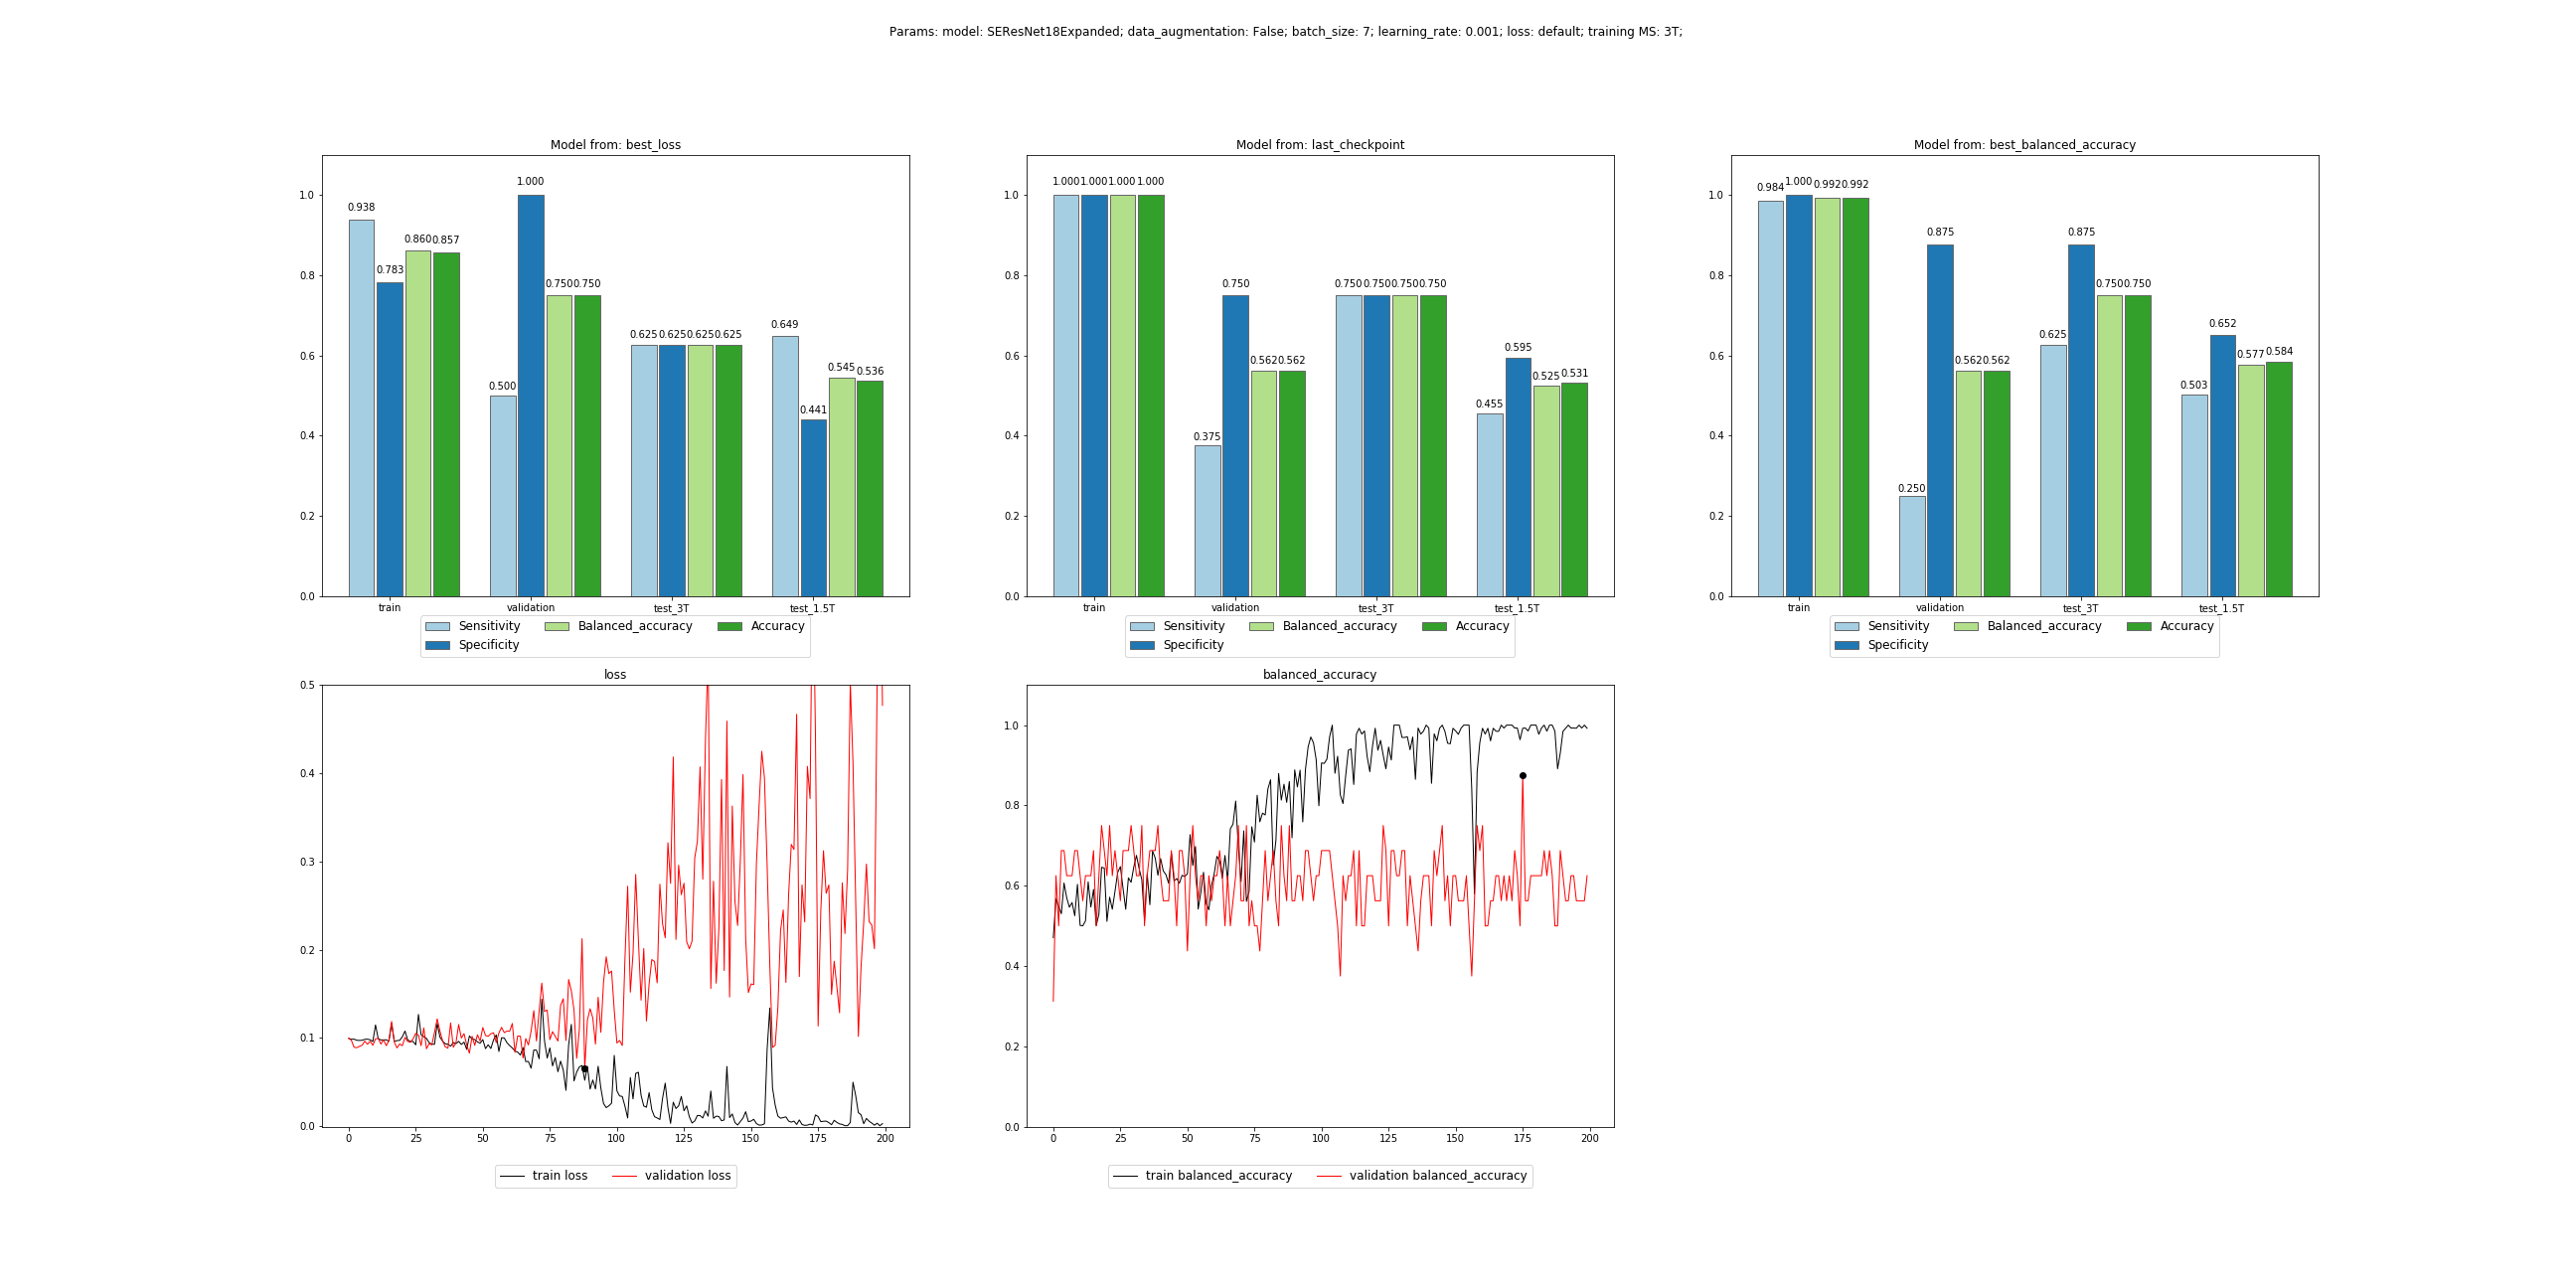 Params: model: SEResNet18Expanded; data_augmentation: False; batch_size: 7; learning_rate: 0.001; loss: default; training MS: 3T;
Model from: best_loss
1.0
0.8
0.6
0.4
0.2
0.0
0.938
0.783
0.860
0.857
0.500
1.000
0.750
0.750
0.625
0.625
0.625
0.625
0.649
0.441
0.545
0.536
train
validation
test_3T
test_1.5T
Sensitivity
Balanced_accuracy
Accuracy
Specificity
Model from: last_checkpoint
1.0
0.8
0.6
0.4
0.2
0.0
1.000
1.000
1.000
1.000
0.375
0.750
0.562
0.562
0.750
0.750
0.750
0.750
0.455
0.595
0.525
0.531
train
validation
test_3T
test_1.5T
Sensitivity
Balanced_accuracy
Accuracy
Specificity
Model from: best_balanced_accuracy
1.0
0.8
0.6
0.4
0.2
0.0
0.984
1.000
0.992
0.992
0.250
0.875
0.562
0.562
0.625
0.875
0.750
0.750
0.503
0.652
0.577
0.584
train
validation
test_3T
test_1.5T
Sensitivity
Balanced_accuracy
Accuracy
Specificity
loss
0.5
0.4
0.3
0.2
0.1
0.0
0
25
50
75
100
125
150
175
200
train loss
validation loss
balanced_accuracy
1.0
0.8
0.6
0.4
0.2
0.0
0
25
50
75
100
125
150
175
200
train balanced_accuracy
validation balanced_accuracy